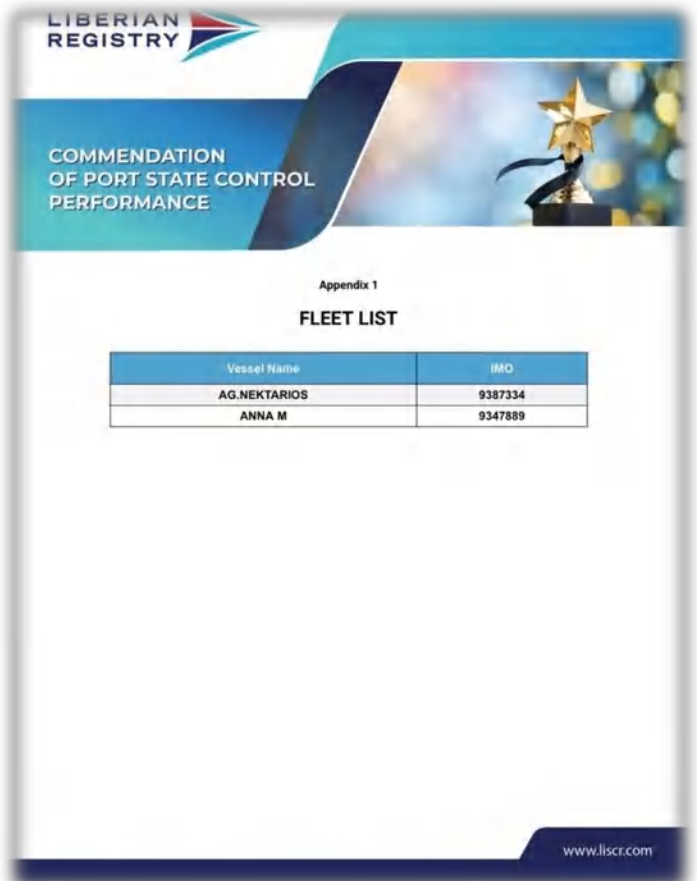 LIBERIAN
REGISTRY
COMMENDATION
OF PORT STATE CONTROL
PERFORMANCE
Appendix 1
FLEET LIST
Vessel Name IMO
AG.NEKTARIOS 9387334
ANNA M 9347889
www.liscr.com